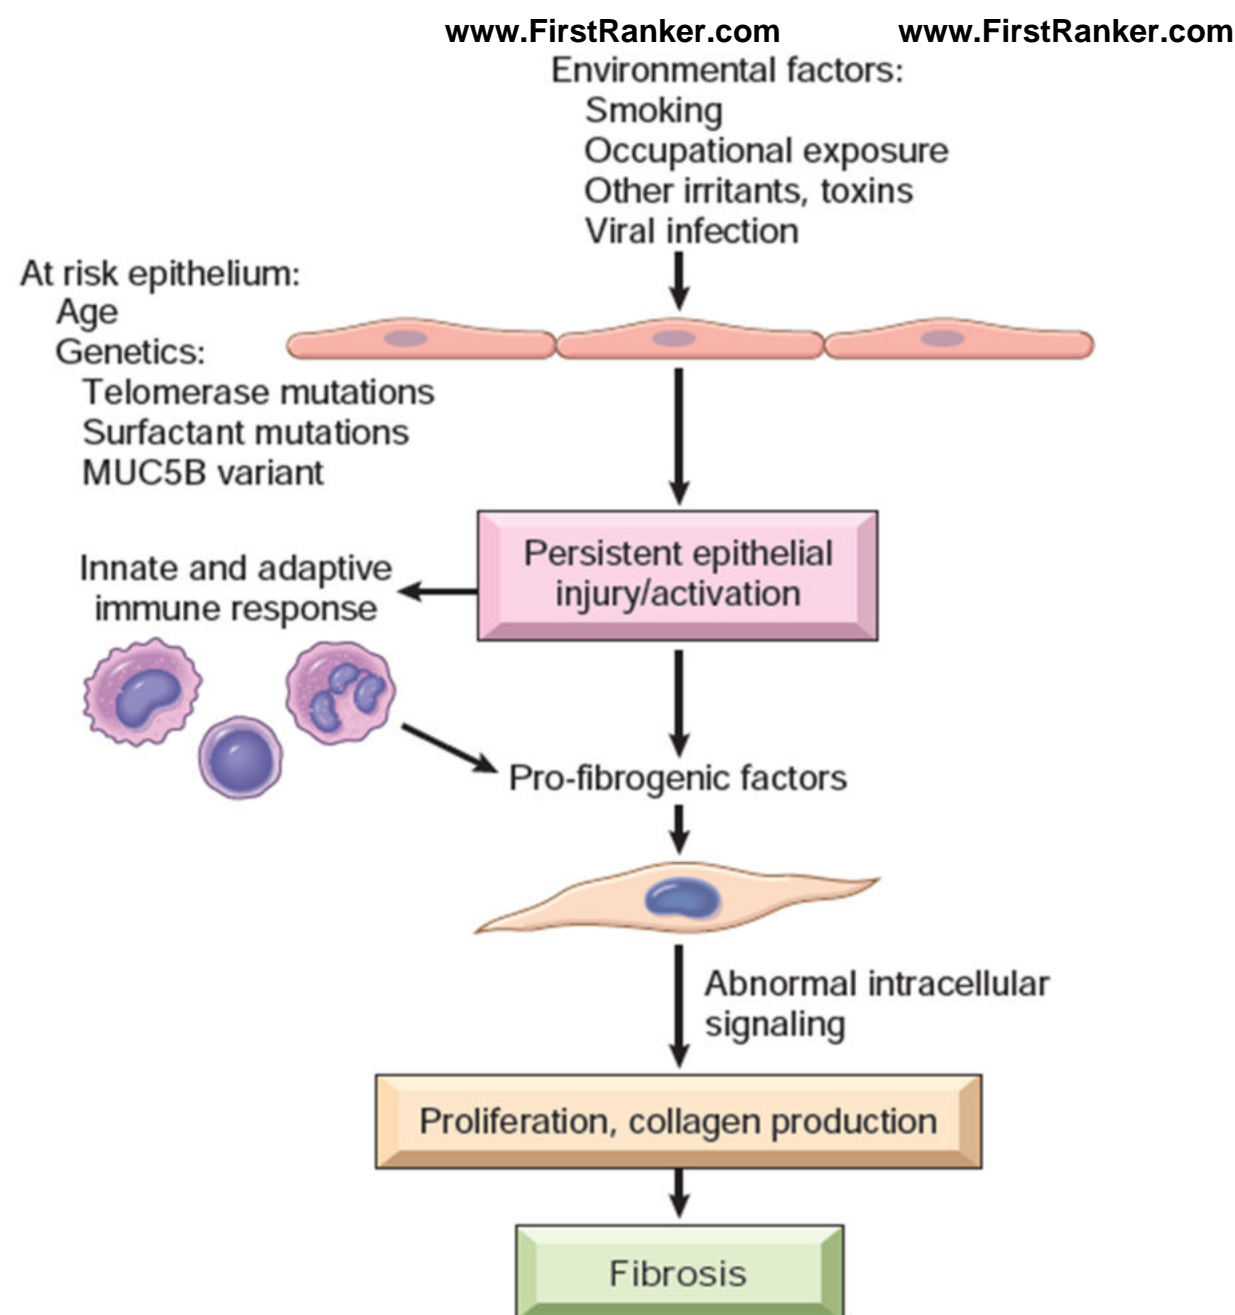 www.FirstRanker.com www.FirstRanker.com
Environmental factors:
Smoking
Occupational exposure
Other irritants, toxins
Viral infection
At risk epithelium:
Age
Genetics:
Telomerase mutations
Surfactant mutations
MUC5B variant
Persistent epithelial
injury/activation
Innate and adaptive
immune response
Pro-fibrogenic factors
Abnormal intracellular
signaling
Proliferation, collagen production
Fibrosis